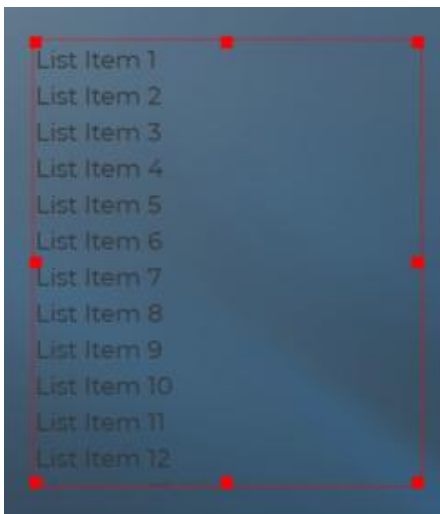 List Item 1
List Item 2
List Item 3
List Item 4
List Item 5
List Item 6
List Item 7
List Item 8
List Item 9
List Item 10
List Item 11
List Item 12